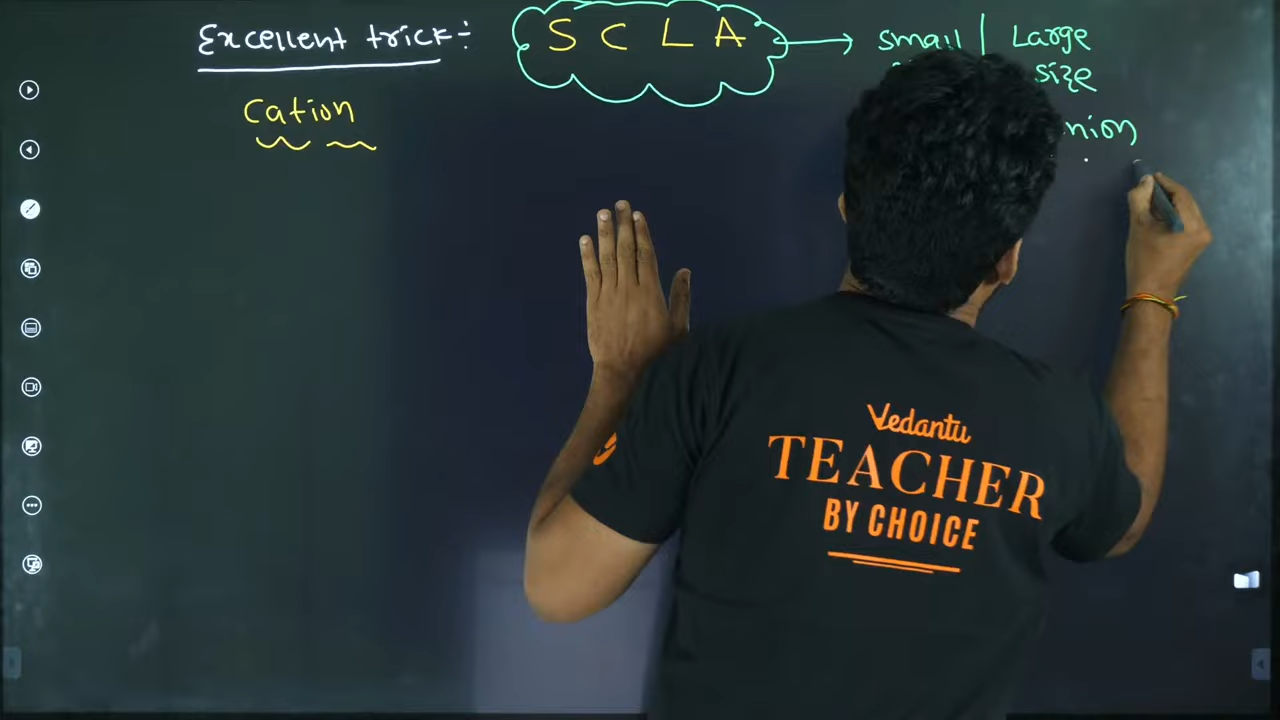 Excellent trick:
S C L A → small | Large
size
Cation
Vedantu
TEACHER
BY CHOICE